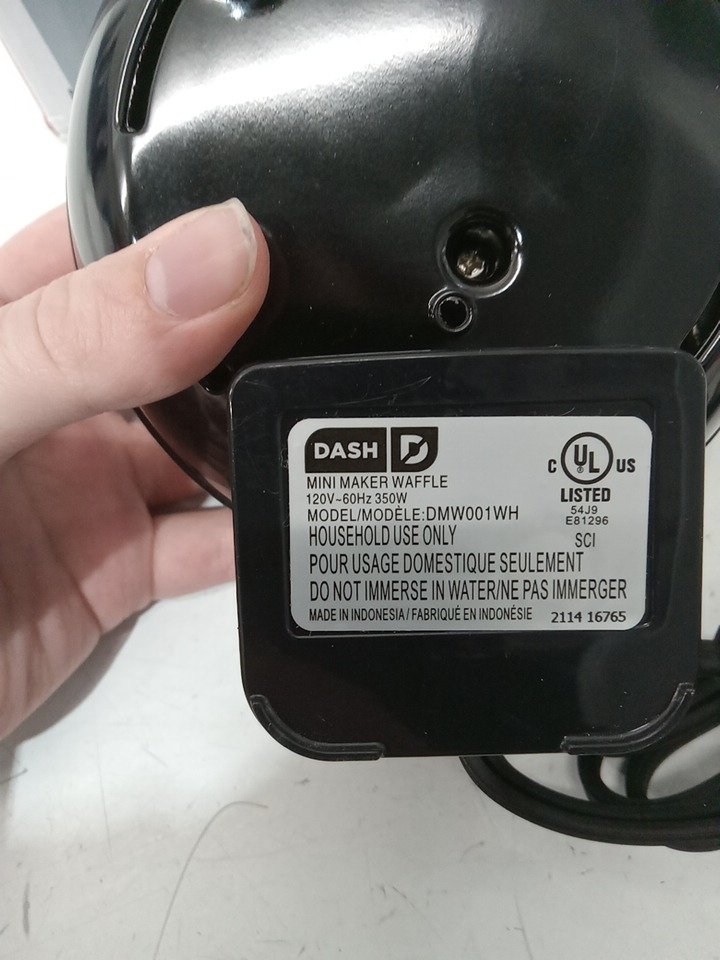 DASH D
MINI MAKER WAFFLE
120V~60Hz 350W
MODEL/MODÈLE:DMW001WH
HOUSEHOLD USE ONLY
POUR USAGE DOMESTIQUE SEULEMENT
DO NOT IMMERSE IN WATER/NE PAS IMMERGER
MADE IN INDONESIA/FABRIQUÉ EN INDONÉSIE
2114 16765
C UL® US
LISTED
54J9
E81296
SCI